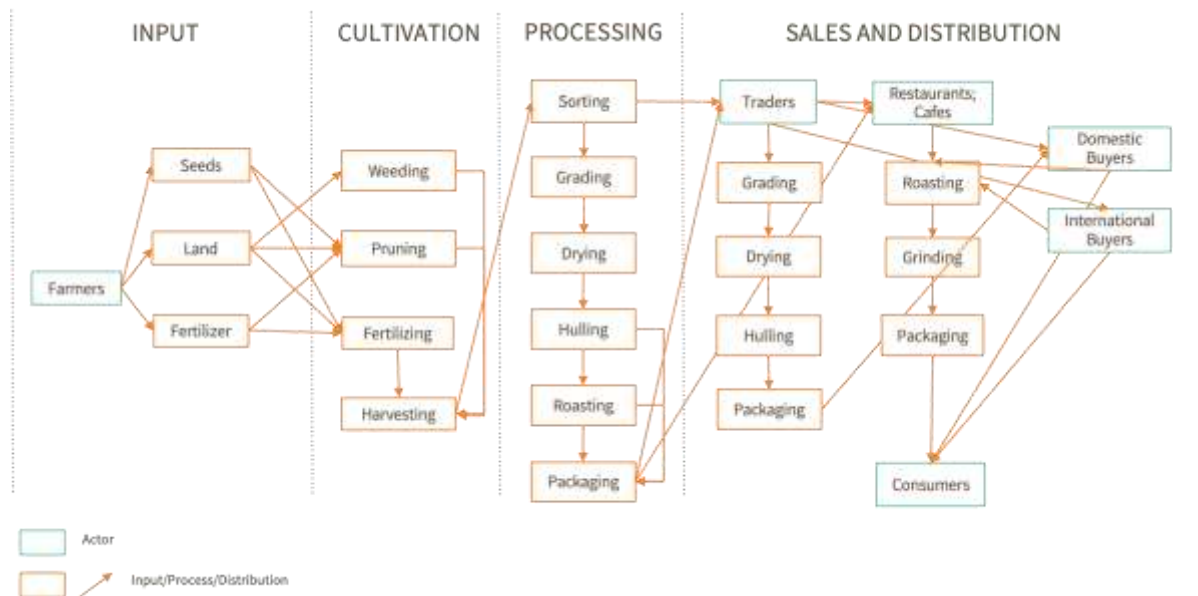 INPUT
CULTIVATION
PROCESSING
SALES AND DISTRIBUTION
Farmers
Seeds
Land
Fertilizer
Weeding
Pruning
Fertilizing
Harvesting
Sorting
Grading
Drying
Hulling
Roasting
Packaging
Traders
Grading
Drying
Hulling
Packaging
Restaurants;
Cafes
Roasting
Grinding
Packaging
Consumers
Domestic
Buyers
International
Buyers
Actor
Input/Process/Distribution